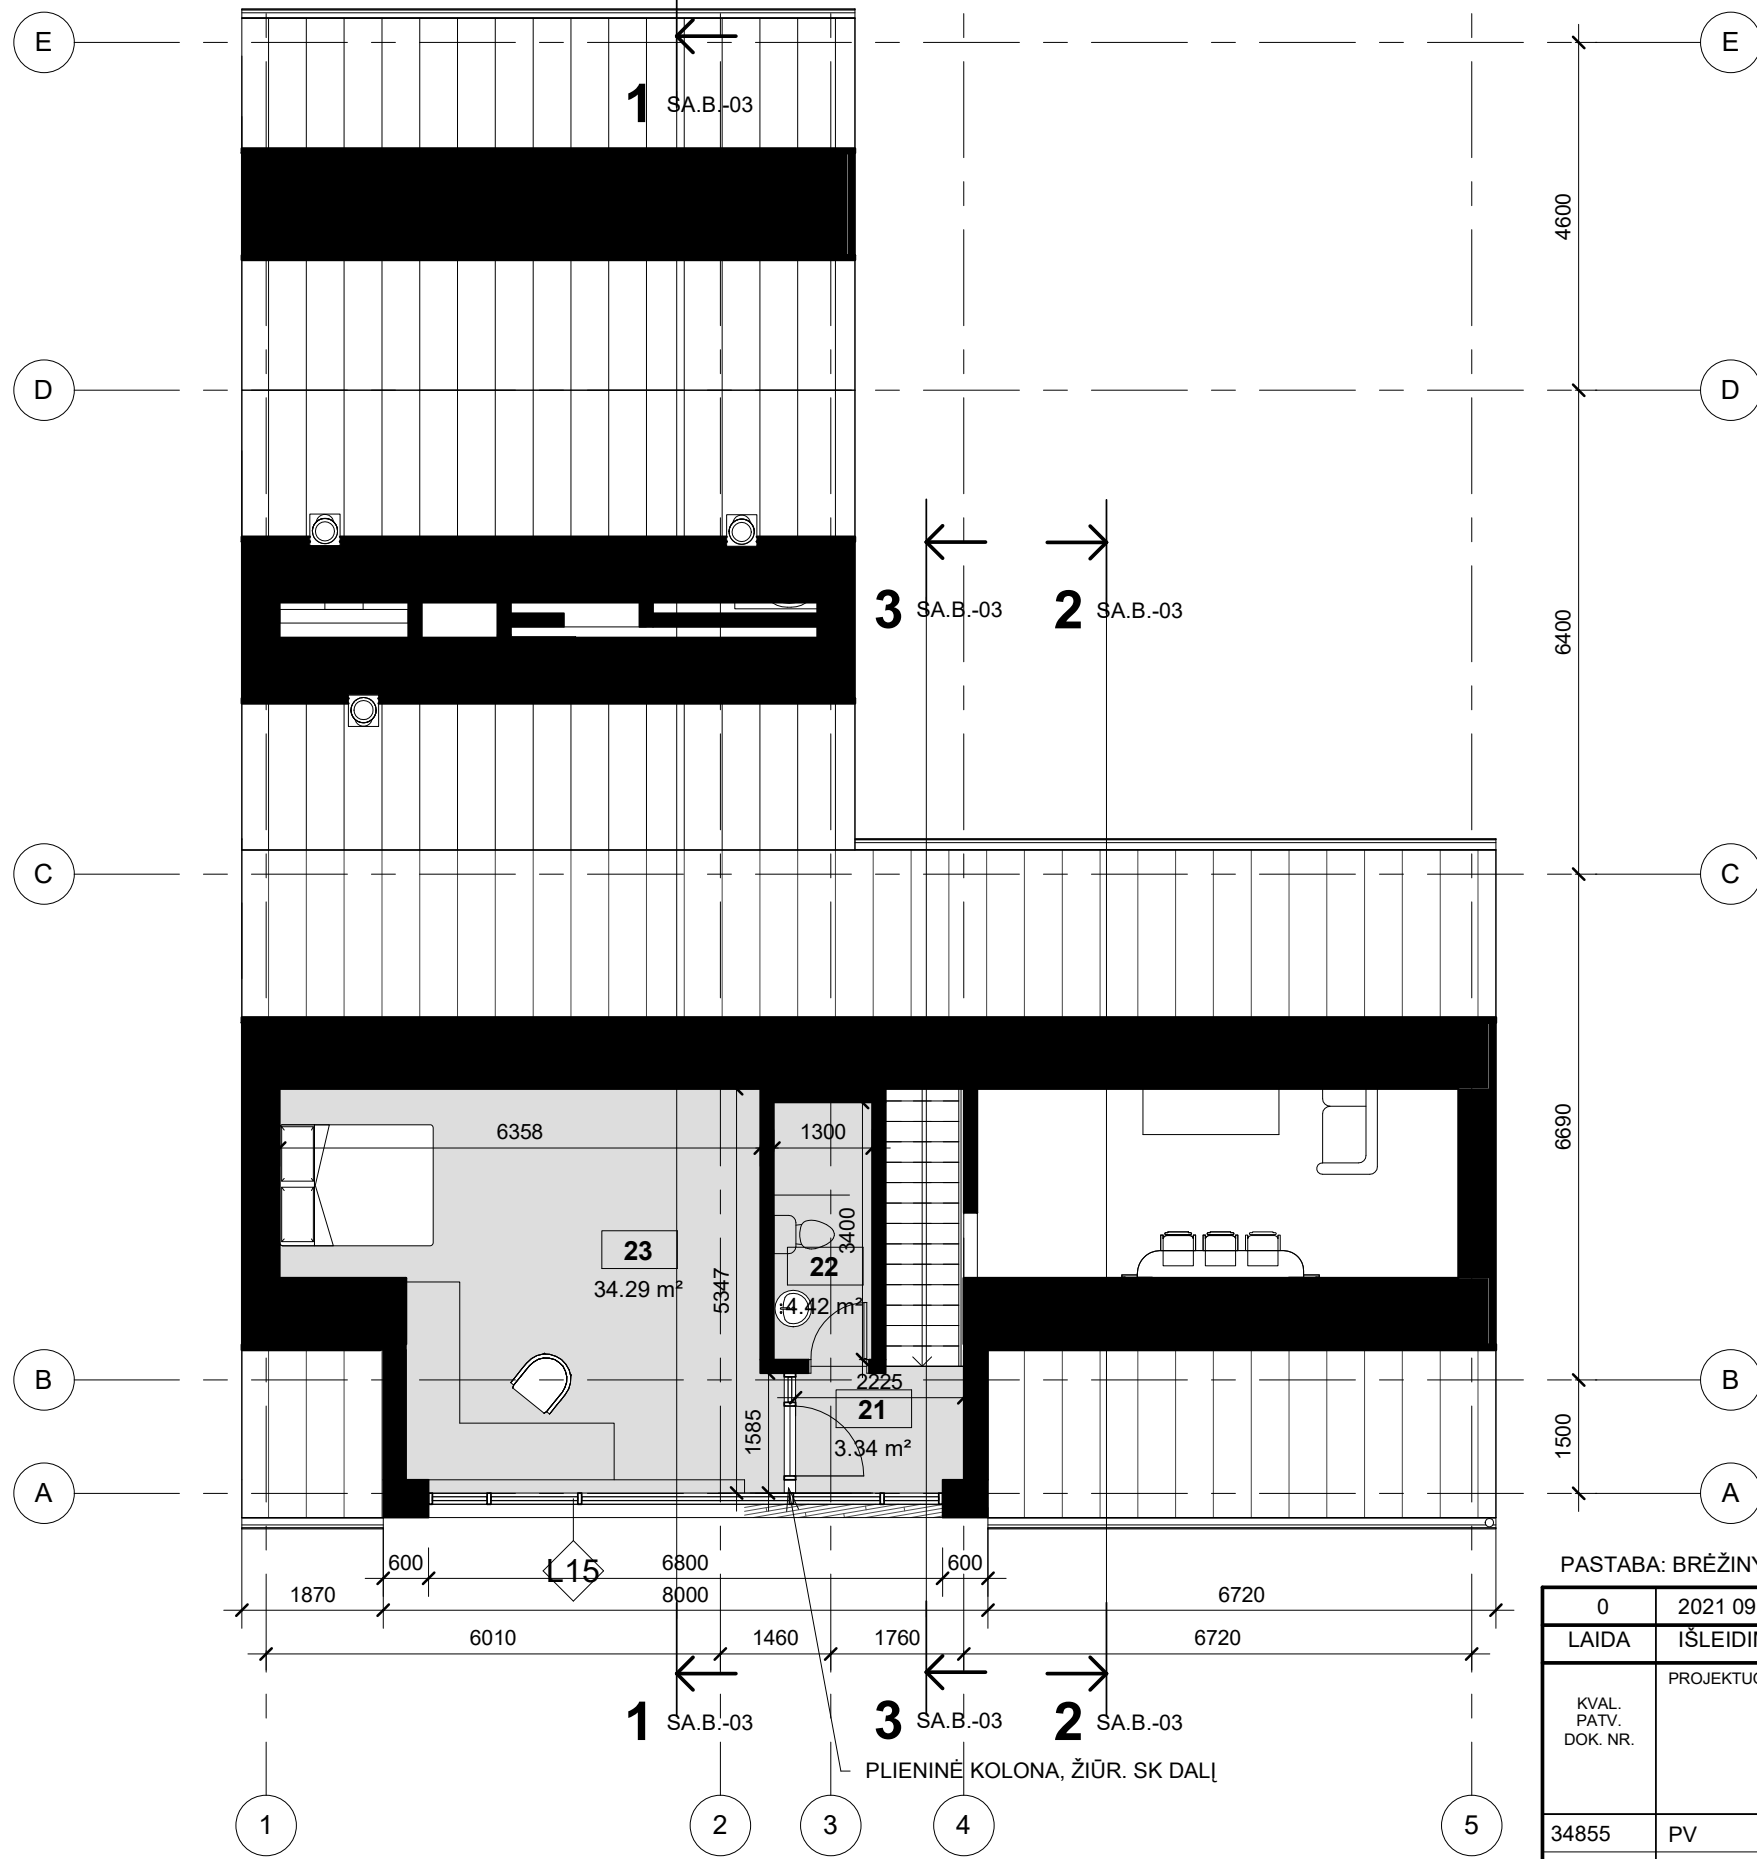 E
E
1 SA.B.-03
4600
D
D
3 SA.B.-03
2 SA.B.-03
6400
C
C
6358
1300
6690
3400
23
34.29 m²
5347
22
4.42 m²
B
B
2225
21
3.34 m²
1585
1500
A
A
600
6800
600
L15
1870
8000
6720
6010
1460
1760
6720
1 SA.B.-03
3 SA.B.-03
2 SA.B.-03
PLIENINĖ KOLONA, ŽIŪR. SK DALĮ
1
2
3
4
5
PASTABA: BRĖŽINY
0
2021 09
LAIDA
IŠLEIDIM
PROJEKTUO
KVAL.
PATV.
DOK. NR.
34855
PV